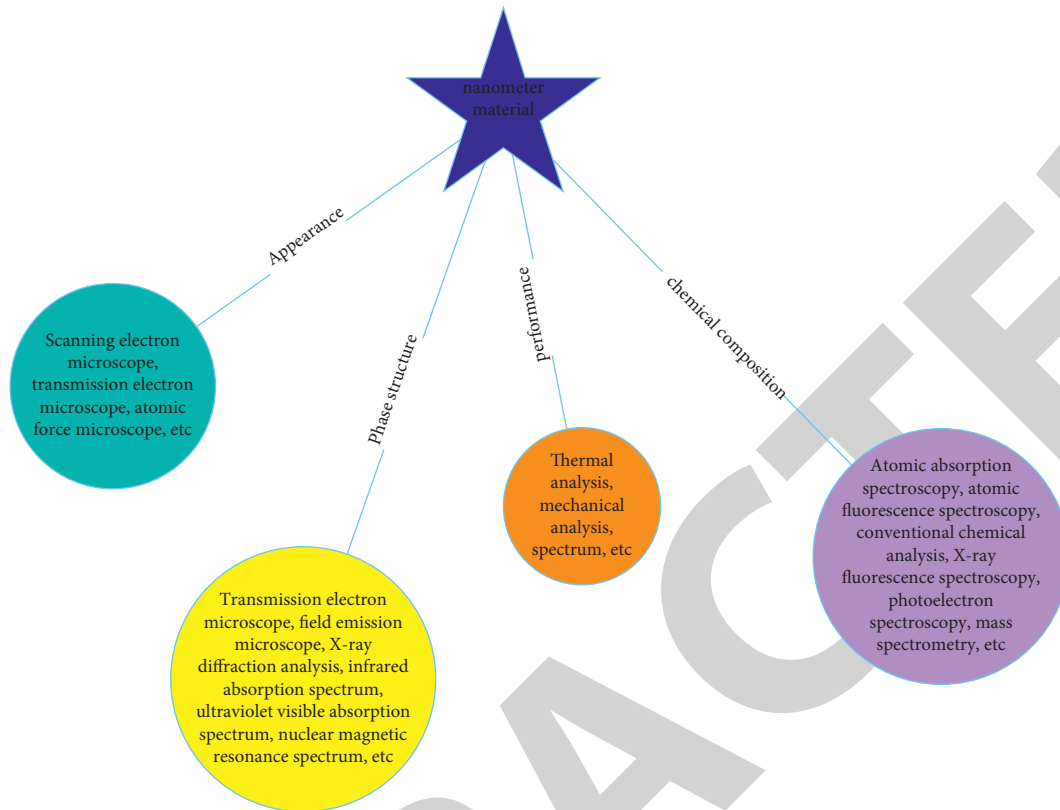 nanometer
material
Appearance
Phase structure
performance
chemical composition
Scanning electron
microscope,
transmission electron
microscope, atomic
force microscope, etc
Transmission electron
microscope, field emission
microscope, X-ray
diffraction analysis, infrared
absorption spectrum,
ultraviolet visible absorption
spectrum, nuclear magnetic
resonance spectrum, etc
Thermal
analysis,
mechanical
analysis,
spectrum, etc
Atomic absorption
spectroscopy, atomic
fluorescence spectroscopy,
conventional chemical
analysis, X-ray
fluorescence spectroscopy,
photoelectron
spectroscopy, mass
spectrometry, etc